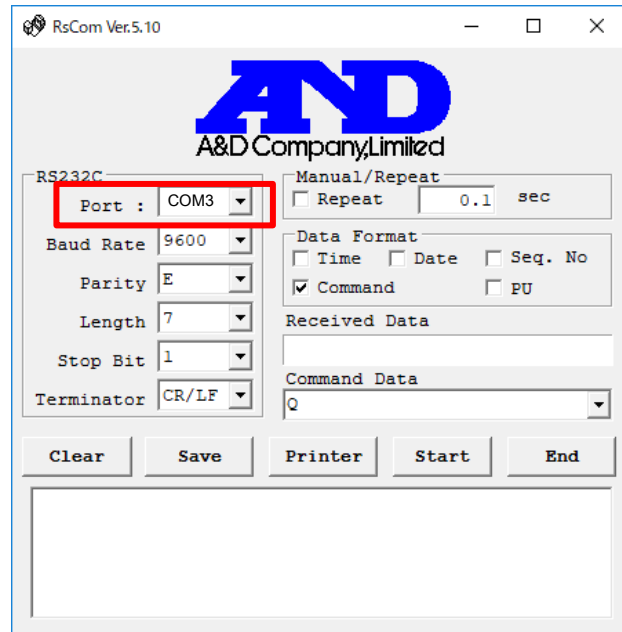 RsCom Ver.5.10
AND
A&D Company,Limited
RS232C
Port : COM3
Baud Rate 9600
Parity E
Length 7
Stop Bit 1
Terminator CR/LF
Manual/Repeat
Repeat 0.1 sec
Data Format
Time Date Seq. No
Command PU
Received Data
Command Data
Q
Clear Save Printer Start End